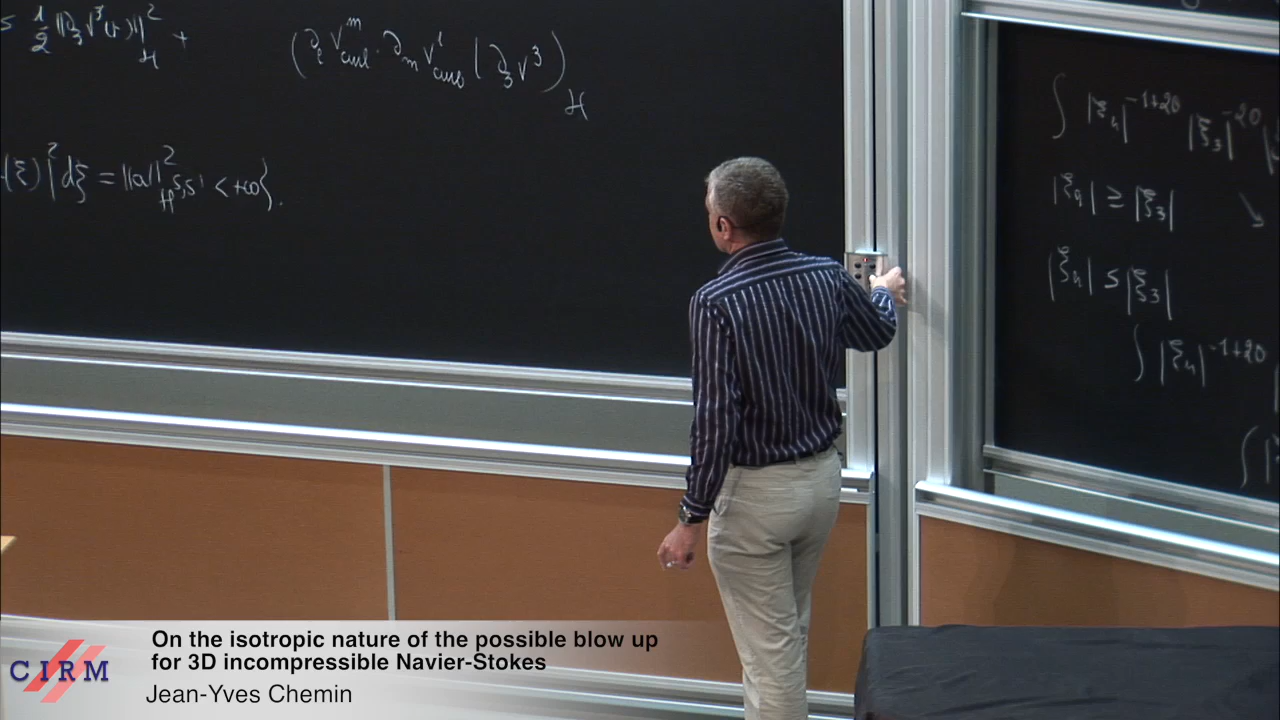 ≤ 1/2 ‖∂₃v³(t)‖²_H +
(∂ v^m_curl · ∂_m v_curl | ∂₃v³)_H
(ξ)|² dξ = ‖a‖²_{H^{s,s'}} < +∞}.
∫ |ξ_h|^{-1+2θ} |ξ₃|^{-2θ}
|ξ_h| ≥ |ξ₃|
|ξ_h| ≤ |ξ₃|
∫ |ξ_h|^{-1+2θ}
∫
On the isotropic nature of the possible blow up
for 3D incompressible Navier-Stokes
CIRM
Jean-Yves Chemin